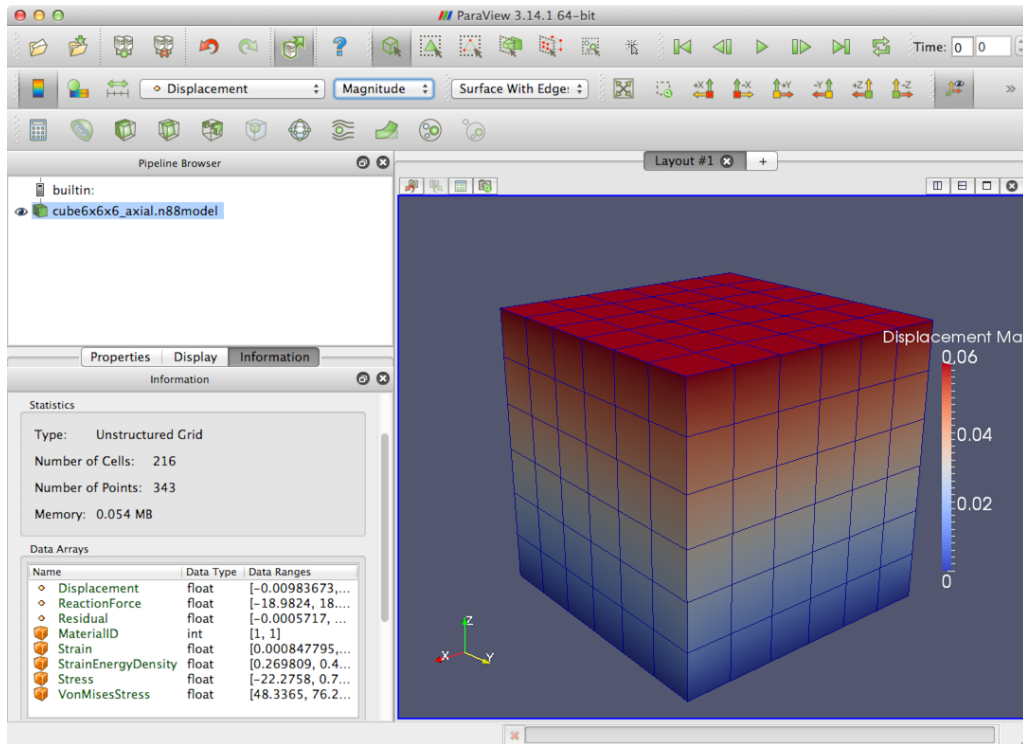 ParaView 3.14.1 64-bit
Time: 0 0
Displacement Magnitude Surface With Edge:
+X -X +Y -Y +Z -Z »
Pipeline Browser
Layout #1 +
builtin:
cube6x6x6_axial.n88model
Properties Display Information
Information
Statistics
Type: Unstructured Grid
Number of Cells: 216
Number of Points: 343
Memory: 0.054 MB
Data Arrays
Name Data Type Data Ranges
Displacement float [-0.00983673,...
ReactionForce float [-18.9824, 18....
Residual float [-0.0005717, ...
MaterialID int [1, 1]
Strain float [0.000847795,...
StrainEnergyDensity float [0.269809, 0.4...
Stress float [-22.2758, 0.7...
VonMisesStress float [48.3365, 76.2...
Displacement Ma
0.06
0.04
0.02
0
Z
X Y